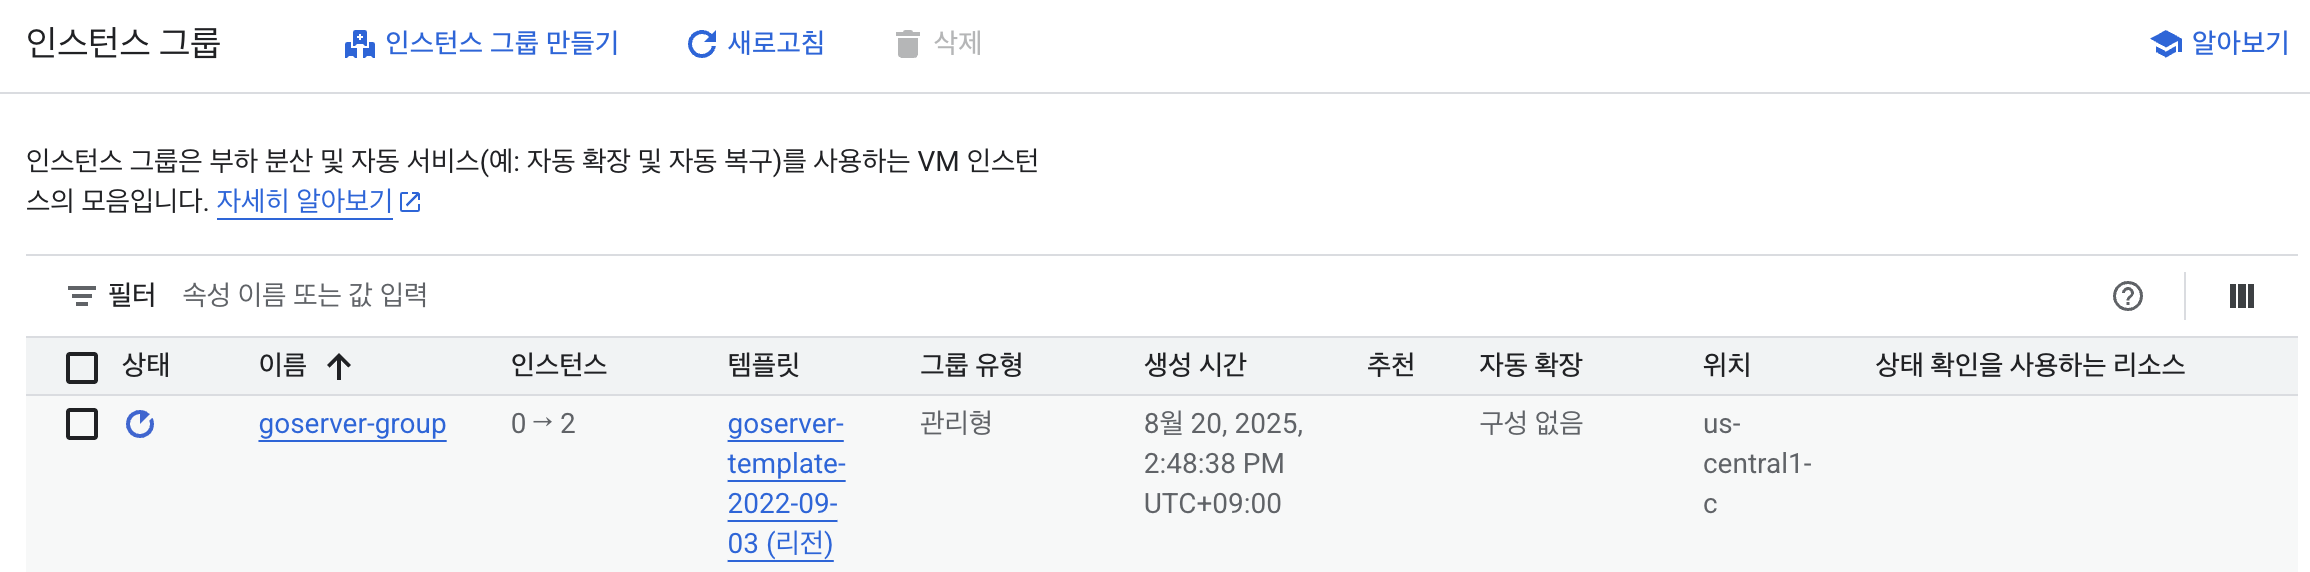 인스턴스 그룹 인스턴스 그룹 만들기 새로고침 삭제 알아보기
인스턴스 그룹은 부하 분산 및 자동 서비스(예: 자동 확장 및 자동 복구)를 사용하는 VM 인스턴
스의 모음입니다. 자세히 알아보기
필터 속성 이름 또는 값 입력
상태 이름 인스턴스 템플릿 그룹 유형 생성 시간 추천 자동 확장 위치 상태 확인을 사용하는 리소스
goserver-group 0 → 2 goserver- 관리형 8월 20, 2025, 구성 없음 us-
template- 2:48:38 PM central1-
2022-09- UTC+09:00 c
03 (리전)